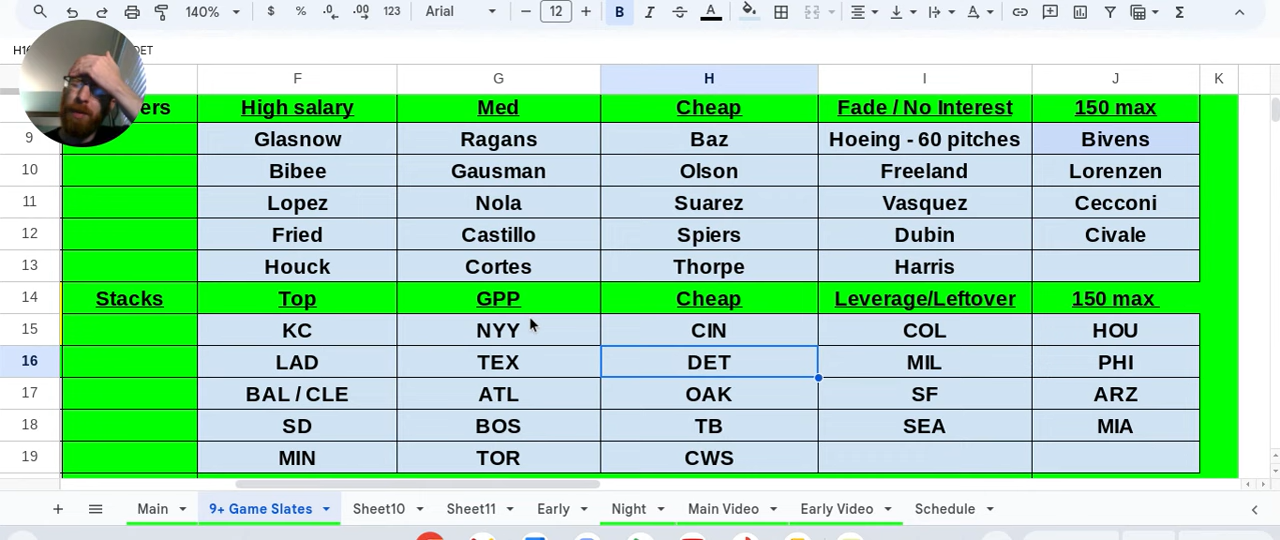 140% $ % .0 .00 123 Arial 12 B I A
DET
F G H I J K
ers High salary Med Cheap Fade / No Interest 150 max
9 Glasnow Ragans Baz Hoeing - 60 pitches Bivens
10 Bibee Gausman Olson Freeland Lorenzen
11 Lopez Nola Suarez Vasquez Cecconi
12 Fried Castillo Spiers Dubin Civale
13 Houck Cortes Thorpe Harris
14 Stacks Top GPP Cheap Leverage/Leftover 150 max
15 KC NYY CIN COL HOU
16 LAD TEX DET MIL PHI
17 BAL / CLE ATL OAK SF ARZ
18 SD BOS TB SEA MIA
19 MIN TOR CWS
Main 9+ Game Slates Sheet10 Sheet11 Early Night Main Video Early Video Schedule